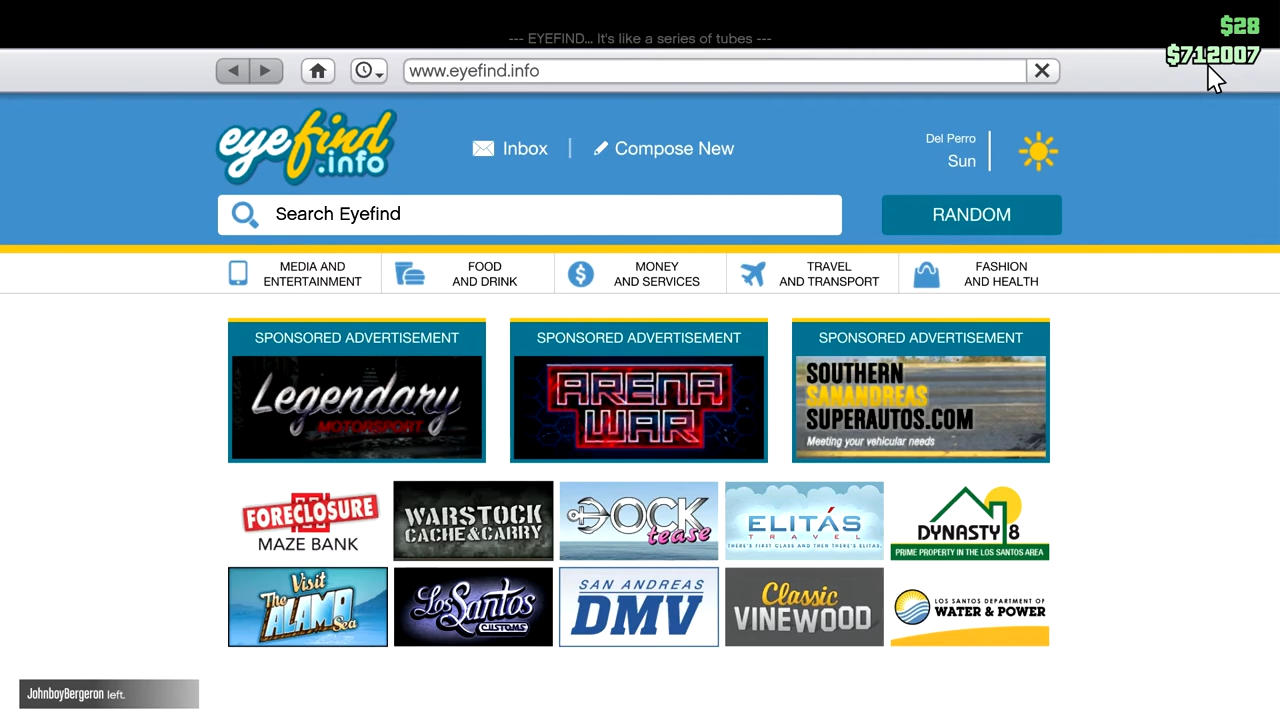 --- EYEFIND... It's like a series of tubes ---
$28
$712007
www.eyefind.info
eyefind
.info
Inbox
Compose New
Del Perro
Sun
Search Eyefind
RANDOM
MEDIA AND
ENTERTAINMENT
FOOD
AND DRINK
MONEY
AND SERVICES
TRAVEL
AND TRANSPORT
FASHION
AND HEALTH
SPONSORED ADVERTISEMENT
Legendary
MOTORSPORT
SPONSORED ADVERTISEMENT
ARENA
WAR
SPONSORED ADVERTISEMENT
SOUTHERN
SANANDREAS
SUPERAUTOS.COM
Meeting your vehicular needs
FORECLOSURE
MAZE BANK
WARSTOCK
CACHE & CARRY
DOCK
tease
ELITÁS
TRAVEL
THERE'S FIRST CLASS AND THEN THERE'S ELITAS.
DYNASTY 8
PRIME PROPERTY IN THE LOS SANTOS AREA
Visit
The ALAMO
Sea
Los Santos
CUSTOMS
SAN ANDREAS
DMV
Classic
VINEWOOD
LOS SANTOS DEPARTMENT OF
WATER & POWER
JohnboyBergeron left.